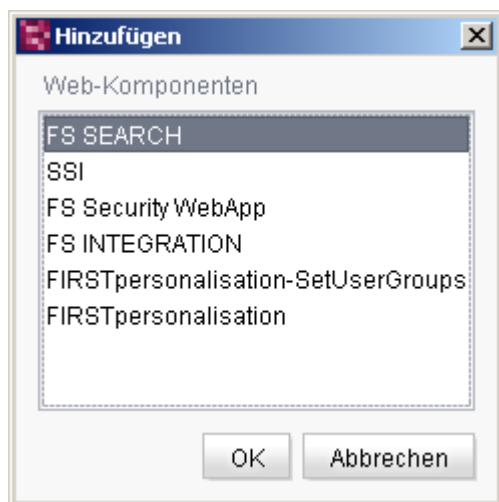 Hinzufügen
Web-Komponenten
FS SEARCH
SSI
FS Security WebApp
FS INTEGRATION
FIRSTpersonalisation-SetUserGroups
FIRSTpersonalisation
OK Abbrechen